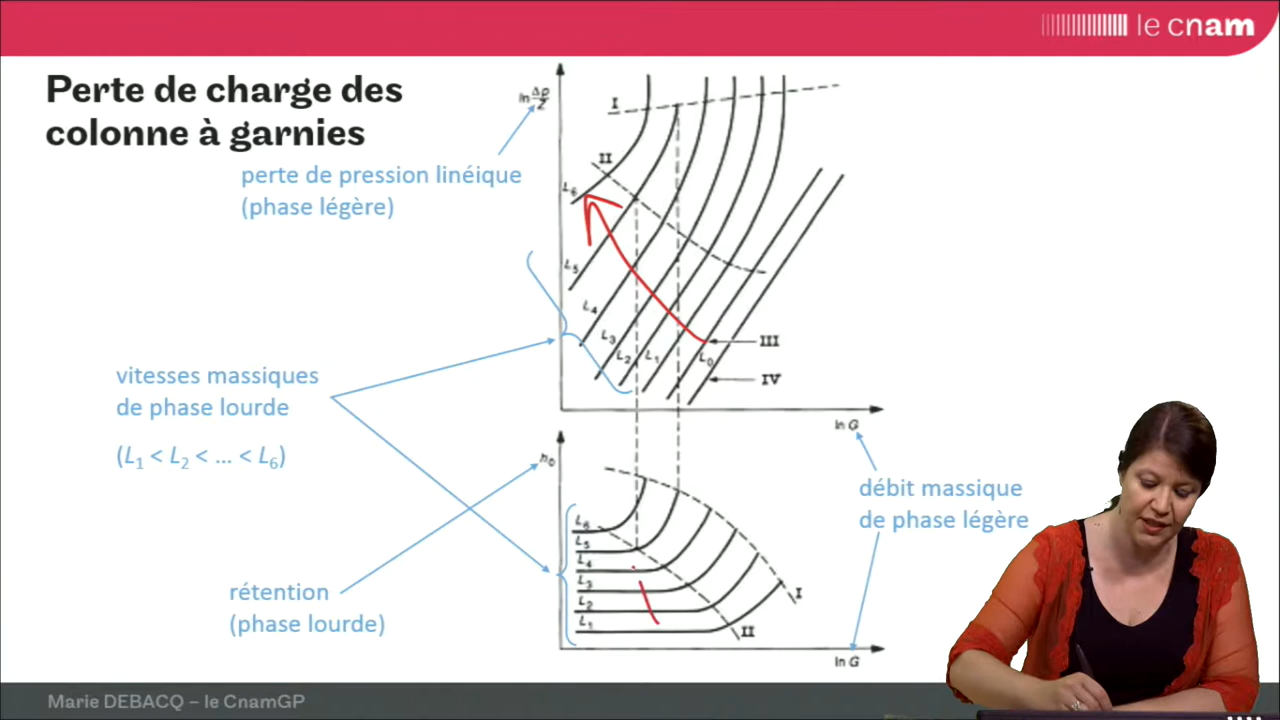 le cnam
Perte de charge des
colonne à garnies
ln Δp/Z
perte de pression linéique
(phase légère)
I
II
L6
L5
L4
L3
L2
L1
L0
III
IV
ln G
vitesses massiques
de phase lourde
(L1 < L2 < ... < L6)
h0
débit massique
de phase légère
L6
L5
L4
L3
L2
L1
I
II
rétention
(phase lourde)
ln G
Marie DEBACQ – le CnamGP